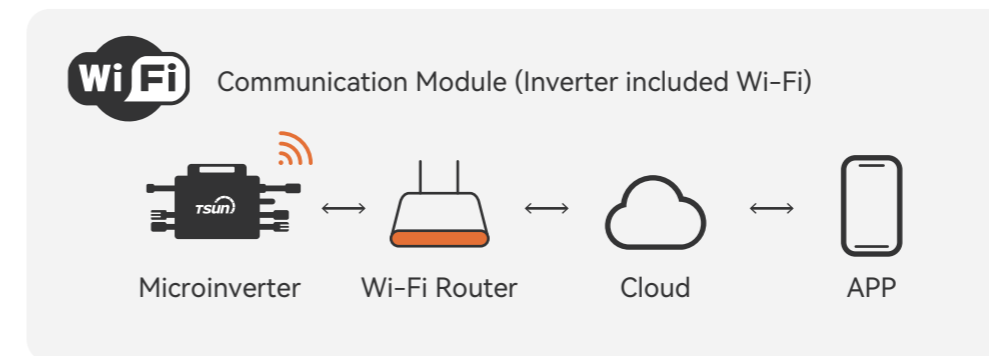 Wi Fi
Communication Module (Inverter included Wi-Fi)
TSUN
Microinverter
Wi-Fi Router
Cloud
APP